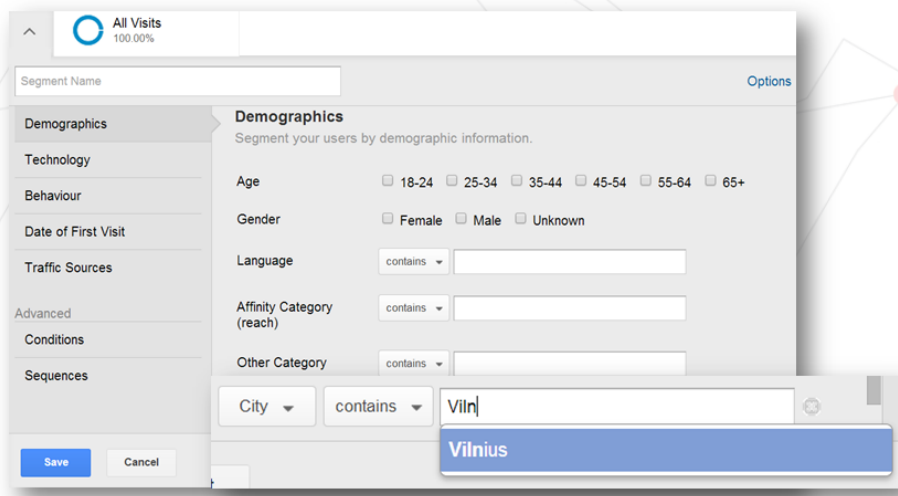 All Visits
100.00%
Segment Name
Options
Demographics
Technology
Behaviour
Date of First Visit
Traffic Sources
Advanced
Conditions
Sequences
Save Cancel
Demographics
Segment your users by demographic information.
Age 18-24 25-34 35-44 45-54 55-64 65+
Gender Female Male Unknown
Language contains
Affinity Category
(reach) contains
Other Category contains
City contains Viln
Vilnius